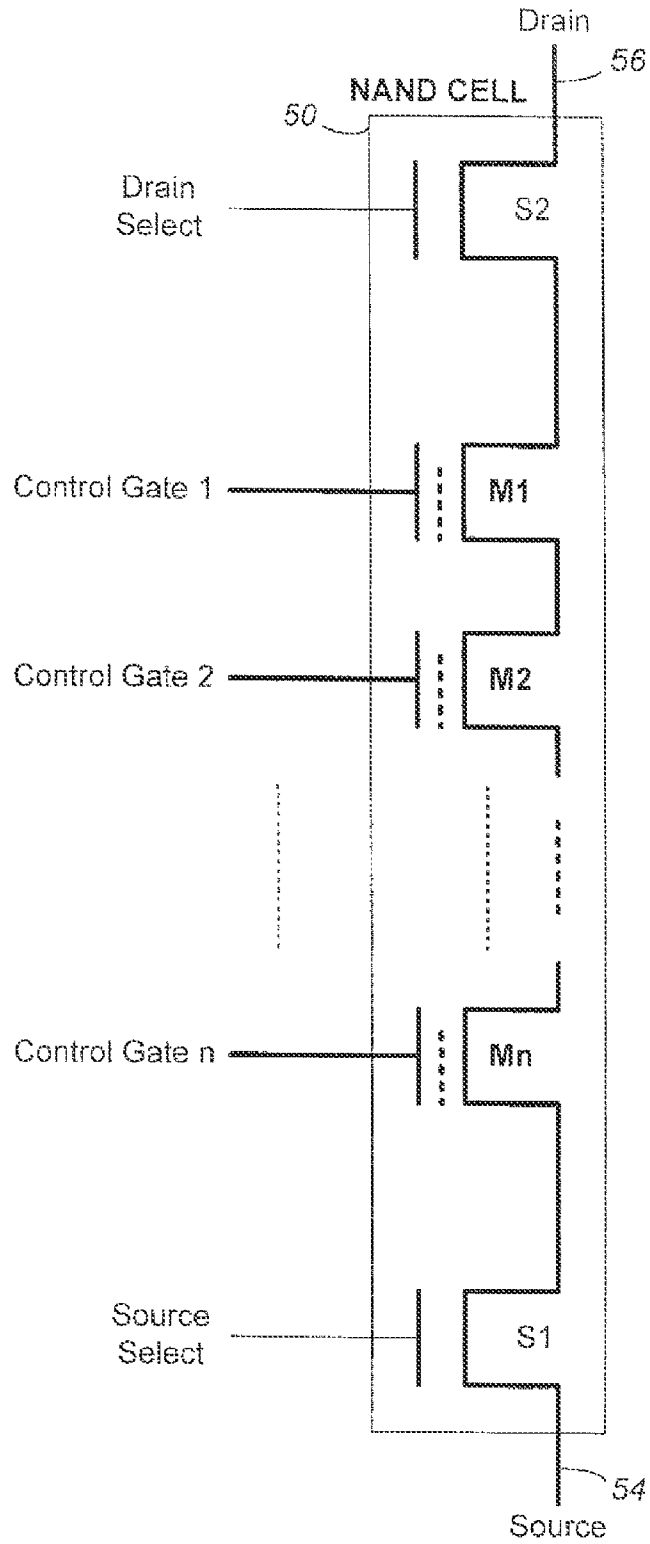 Drain
56
NAND CELL
50
Drain
Select
S2
Control Gate 1
M1
Control Gate 2
M2
Control Gate n
Mn
Source
Select
S1
54
Source